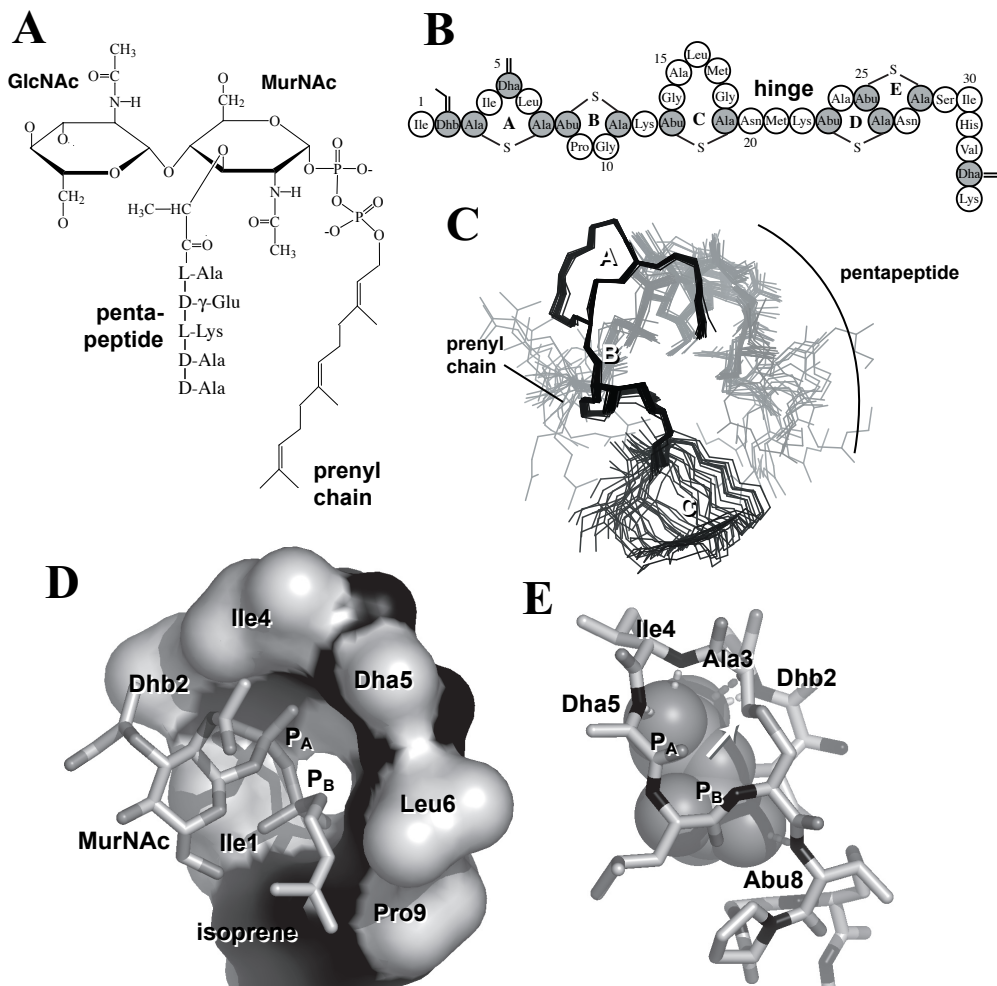 A
GlcNAc
MurNAc
CH3
O=C
N−H
O
CH2
O
O
O
O
O
O
O
CH2
O
O
P
O-
O
N−H
O=C
CH3
-O
P
O
O
H3C−HC
C=O
L-Ala
D-γ-Glu
L-Lys
D-Ala
D-Ala
penta-
peptide
prenyl
chain
B
1
Ile Dhb Ala Ile
5
Dha Leu Ala Abu Pro Gly
10
Ala Lys Abu Gly Ala
15
Leu Met Gly Ala Asn
20
Met Lys Abu Ala Abu
25
Ala Asn Ala Ser Ile
30
His
Val
Dha
Lys
A B C D E
S S S S S
hinge
C
A
B
C
prenyl
chain
pentapeptide
D
Ile4
Dhb2
Dha5
PA
PB
Leu6
MurNAc
Ile1
Pro9
isoprene
E
Ile4
Ala3
Dhb2
Dha5
PA
PB
Abu8